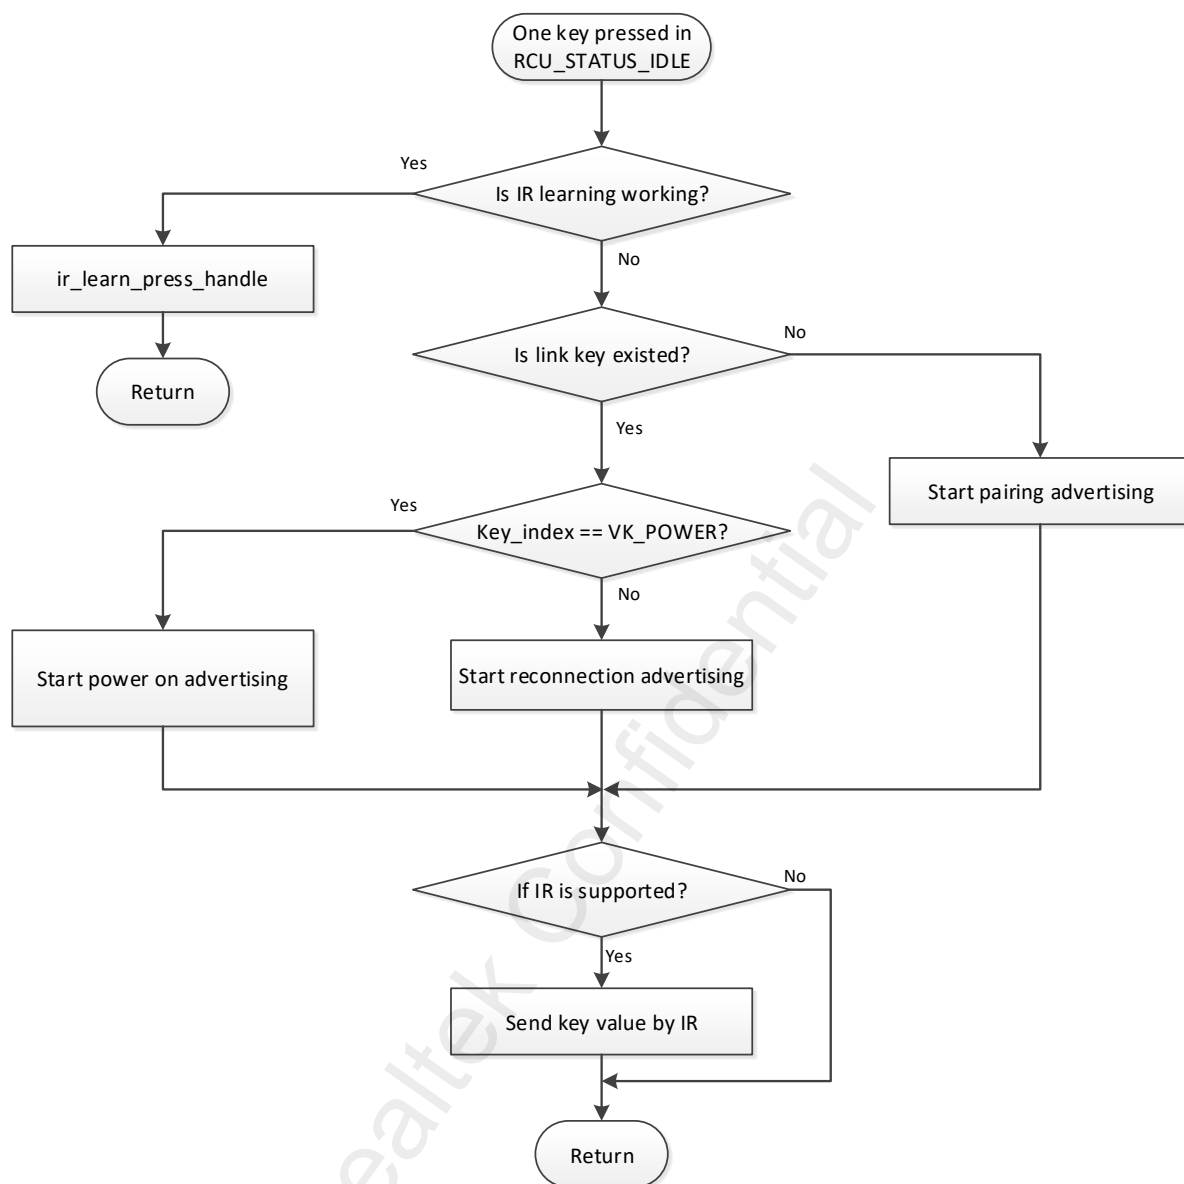 One key pressed in
RCU_STATUS_IDLE
Yes
Is IR learning working?
ir_learn_press_handle
No
Return
Is link key existed?
No
Yes
Start pairing advertising
Yes
Key_index == VK_POWER?
No
Start power on advertising
Start reconnection advertising
If IR is supported?
No
Yes
Send key value by IR
Return
ealtek Confidential